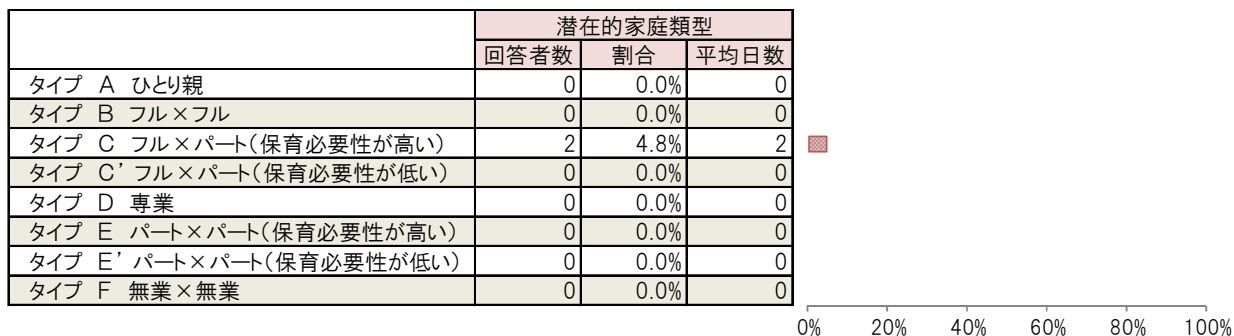 潜在的家庭類型
回答者数 割合 平均日数
タイプ A ひとり親 0 0.0% 0
タイプ B フル×フル 0 0.0% 0
タイプ C フル×パート(保育必要性が高い) 2 4.8% 2
タイプ C' フル×パート(保育必要性が低い) 0 0.0% 0
タイプ D 専業 0 0.0% 0
タイプ E パート×パート(保育必要性が高い) 0 0.0% 0
タイプ E' パート×パート(保育必要性が低い) 0 0.0% 0
タイプ F 無業×無業 0 0.0% 0
0% 20% 40% 60% 80% 100%